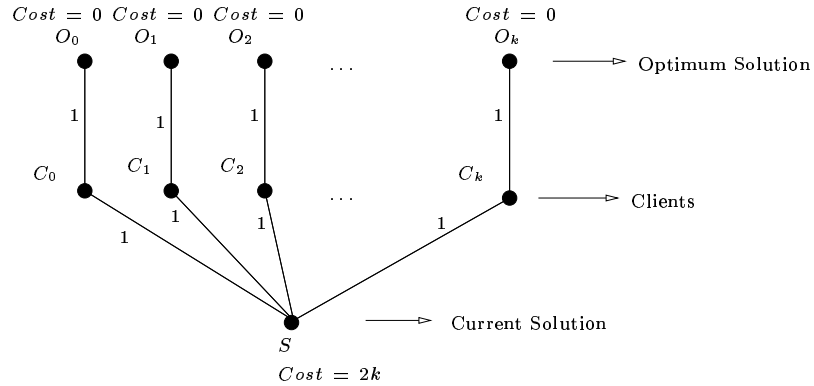 Cost = 0 Cost = 0 Cost = 0 Cost = 0
O_0 O_1 O_2 O_k
. . . Optimum Solution
1 1 1 1
C_0 C_1 C_2 C_k
. . . Clients
1 1 1 1
Current Solution
S
Cost = 2k